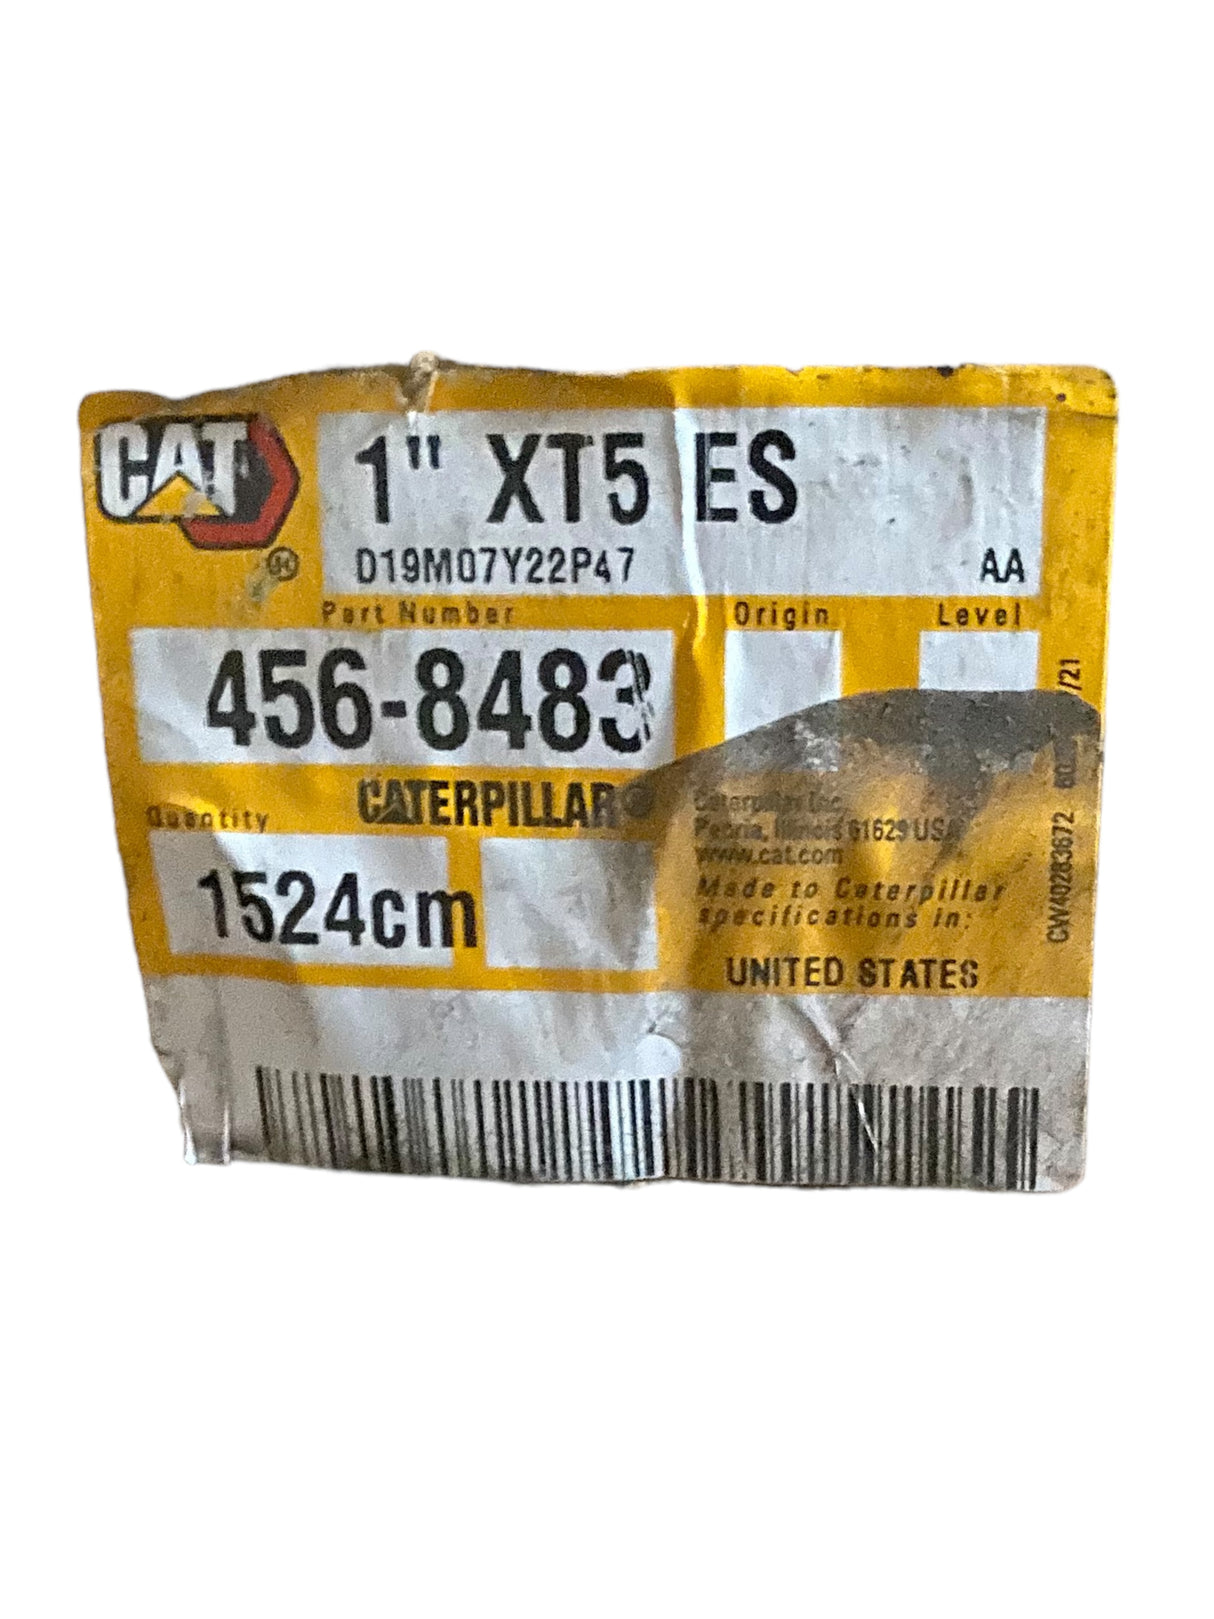 CAT
1" XT5 ES
D19M07Y22P47 AA
Part Number Origin Level
456-8483
CATERPILLAR®
Quantity
1524cm
Caterpillar Inc.
Peoria, Illinois 61629 USA
www.cat.com
Made to Caterpillar
specifications in:
UNITED STATES
CW40283672
/21